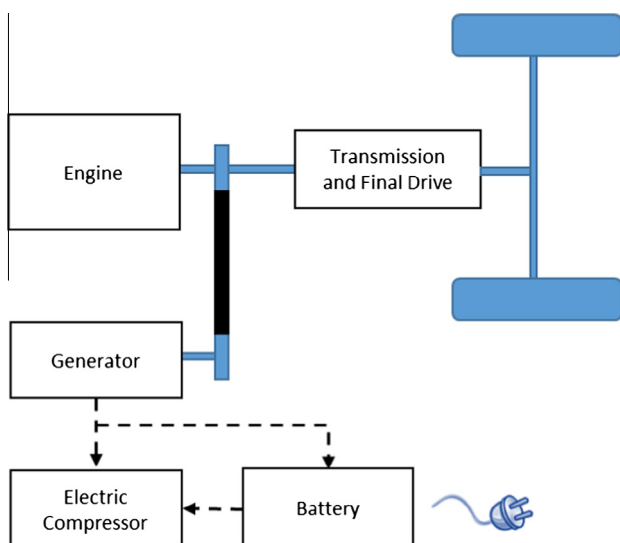 Engine
Transmission
and Final Drive
Generator
Electric
Compressor
Battery